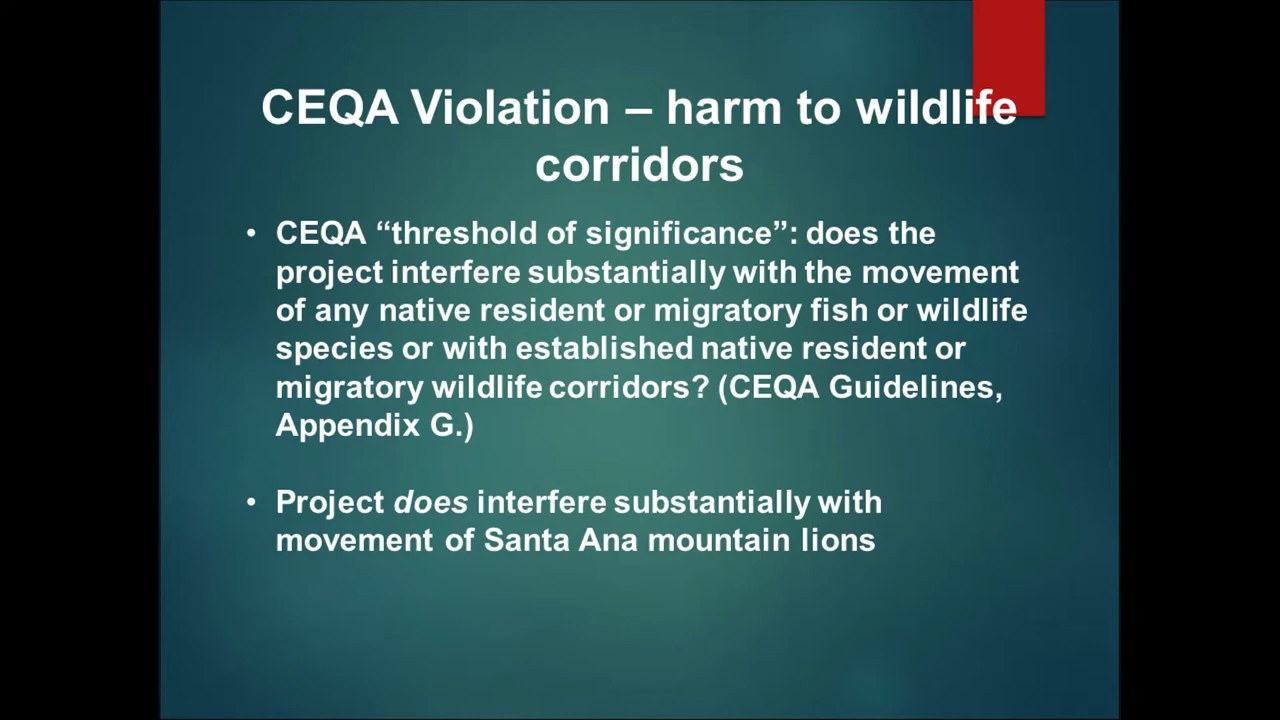 CEQA Violation – harm to wildlife
corridors
• CEQA “threshold of significance”: does the
project interfere substantially with the movement
of any native resident or migratory fish or wildlife
species or with established native resident or
migratory wildlife corridors? (CEQA Guidelines,
Appendix G.)
• Project does interfere substantially with
movement of Santa Ana mountain lions